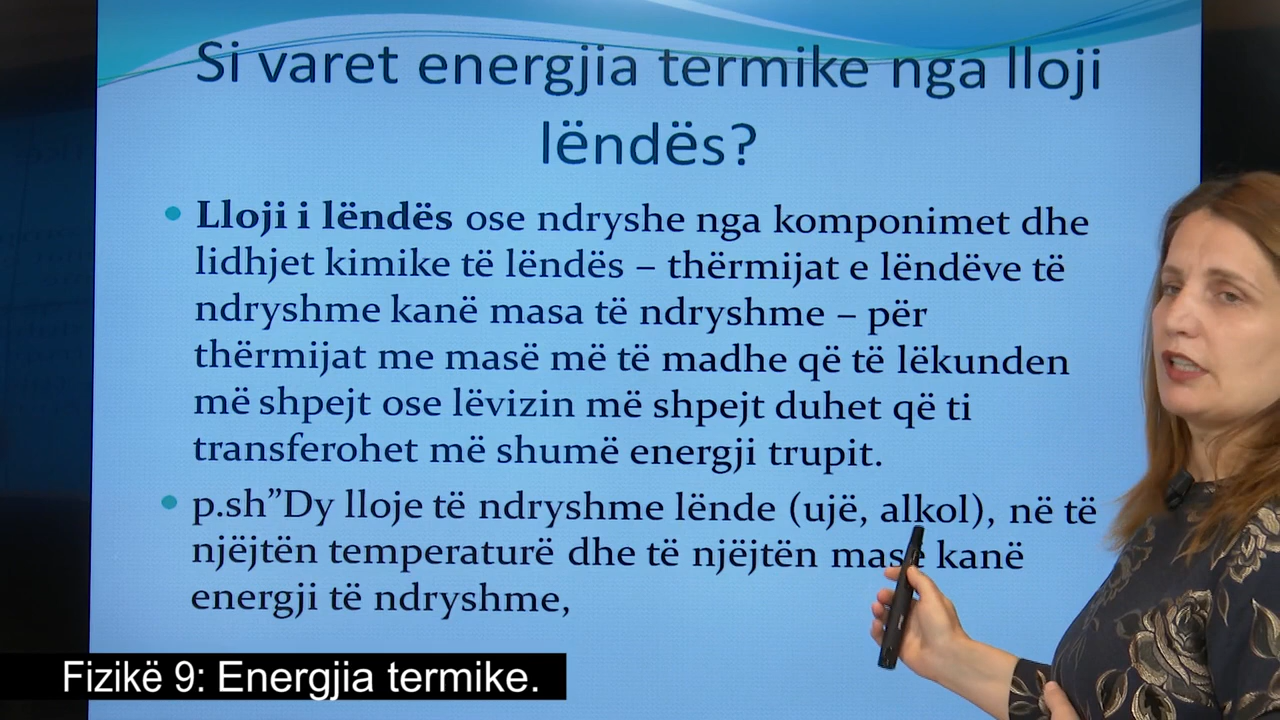 Si varet energjia termike nga lloji
lëndës?
Lloji i lëndës ose ndryshe nga komponimet dhe
lidhjet kimike të lëndës – thërmijat e lëndëve të
ndryshme kanë masa të ndryshme – për
thërmijat me masë më të madhe që të lëkunden
më shpejt ose lëvizin më shpejt duhet që ti
transferohet më shumë energji trupit.
p.sh”Dy lloje të ndryshme lënde (ujë, alkol), në të
njëjtën temperaturë dhe të njëjtën masë kanë
energji të ndryshme,
Fizikë 9: Energjia termike.